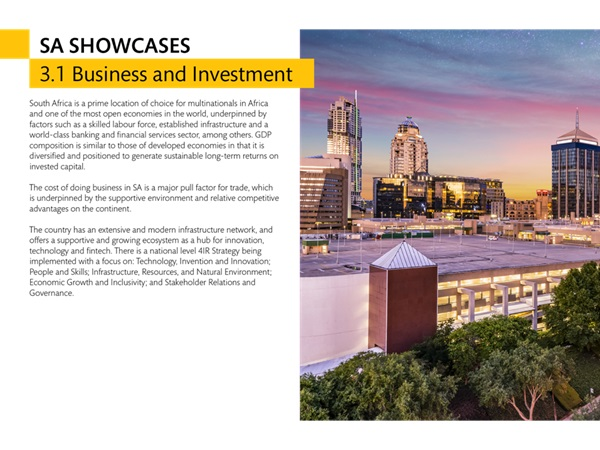 SA SHOWCASES
3.1 Business and Investment
South Africa is a prime location of choice for multinationals in Africa
and one of the most open economies in the world, underpinned by
factors such as a skilled labour force, established infrastructure and a
world-class banking and financial services sector, among others. GDP
composition is similar to those of developed economies in that it is
diversified and positioned to generate sustainable long-term returns on
invested capital.
The cost of doing business in SA is a major pull factor for trade, which
is underpinned by the supportive environment and relative competitive
advantages on the continent.
The country has an extensive and modern infrastructure network, and
offers a supportive and growing ecosystem as a hub for innovation,
technology and fintech. There is a national level 4IR Strategy being
implemented with a focus on: Technology, Invention and Innovation;
People and Skills; Infrastructure, Resources, and Natural Environment;
Economic Growth and Inclusivity; and Stakeholder Relations and
Governance.